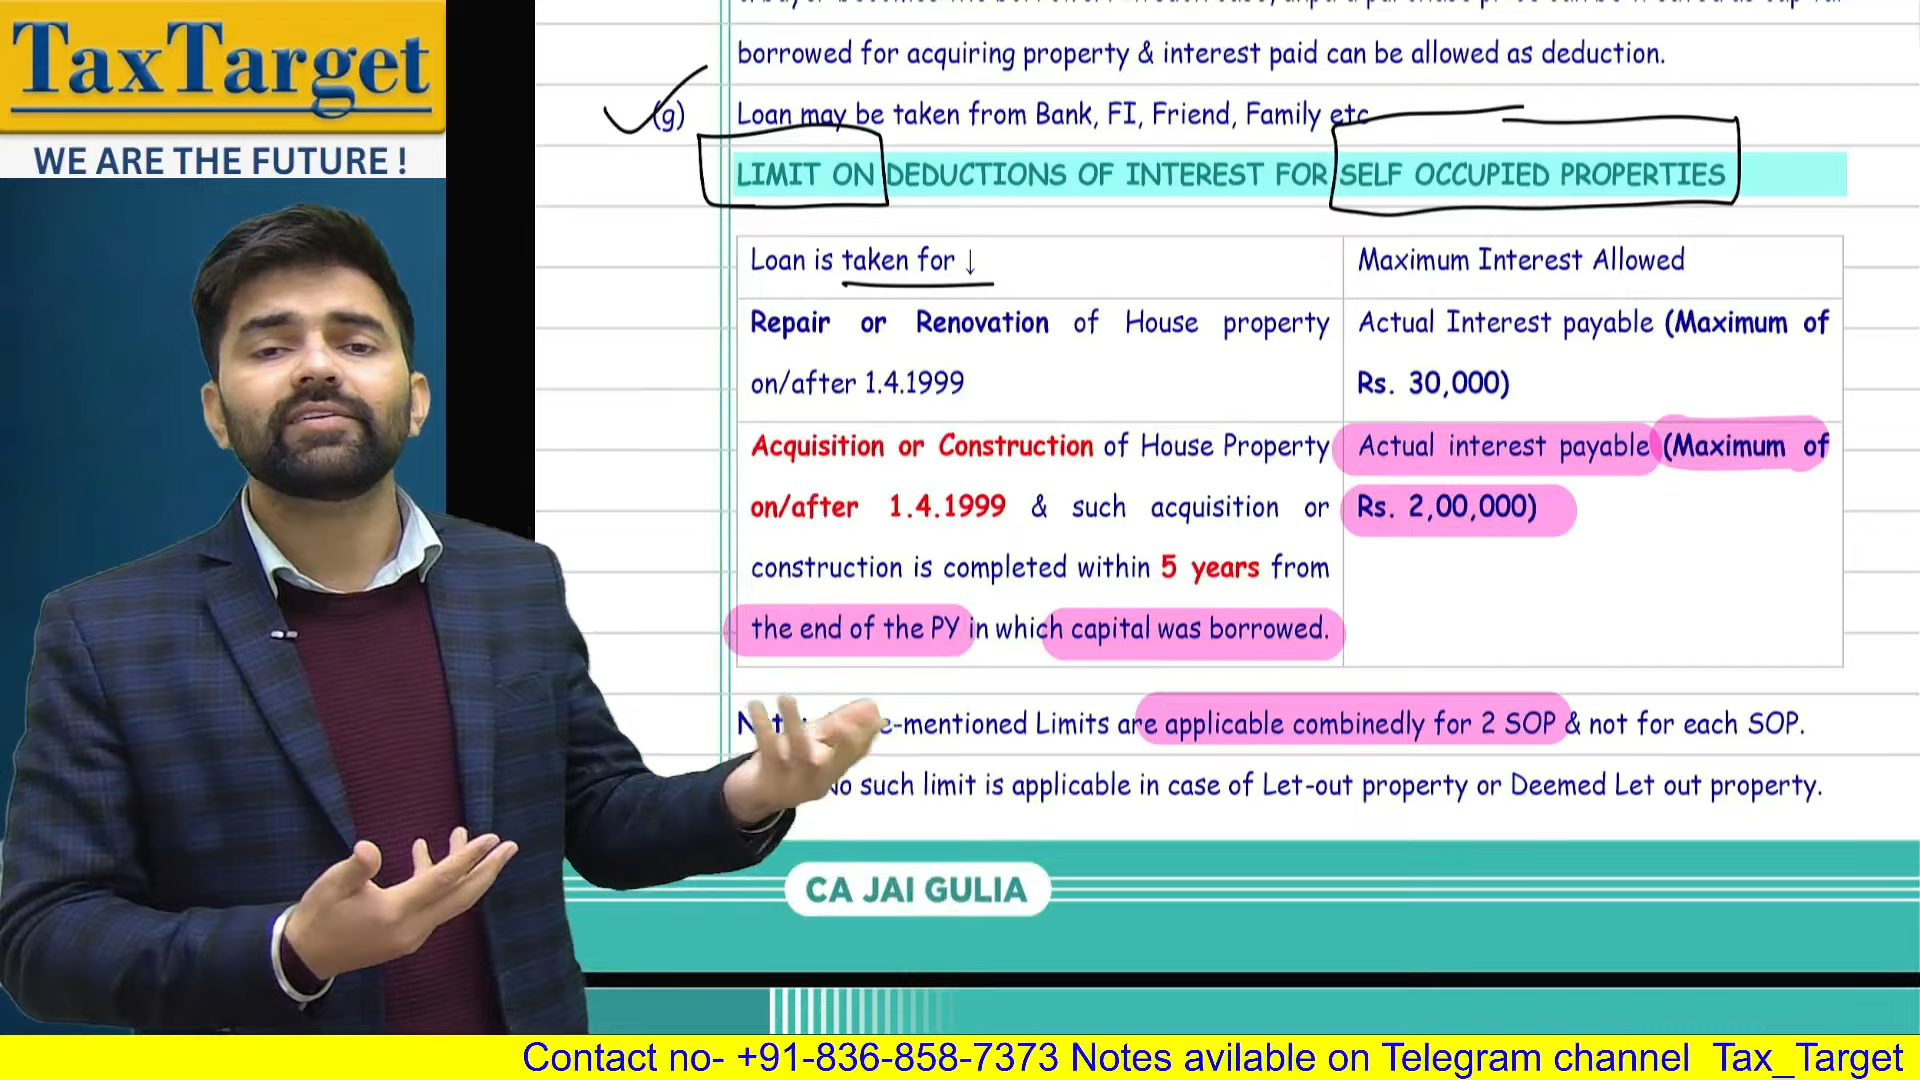 TaxTarget
WE ARE THE FUTURE !
borrowed for acquiring property & interest paid can be allowed as deduction.
(g) Loan may be taken from Bank, FI, Friend, Family etc
LIMIT ON DEDUCTIONS OF INTEREST FOR SELF OCCUPIED PROPERTIES
Loan is taken for ↓ Maximum Interest Allowed
Repair or Renovation of House property
on/after 1.4.1999
Actual Interest payable (Maximum of
Rs. 30,000)
Acquisition or Construction of House Property
on/after 1.4.1999 & such acquisition or
construction is completed within 5 years from
the end of the PY in which capital was borrowed.
Actual interest payable (Maximum of
Rs. 2,00,000)
-mentioned Limits are applicable combinedly for 2 SOP & not for each SOP.
No such limit is applicable in case of Let-out property or Deemed Let out property.
CA JAI GULIA
Contact no- +91-836-858-7373 Notes avilable on Telegram channel Tax_Target